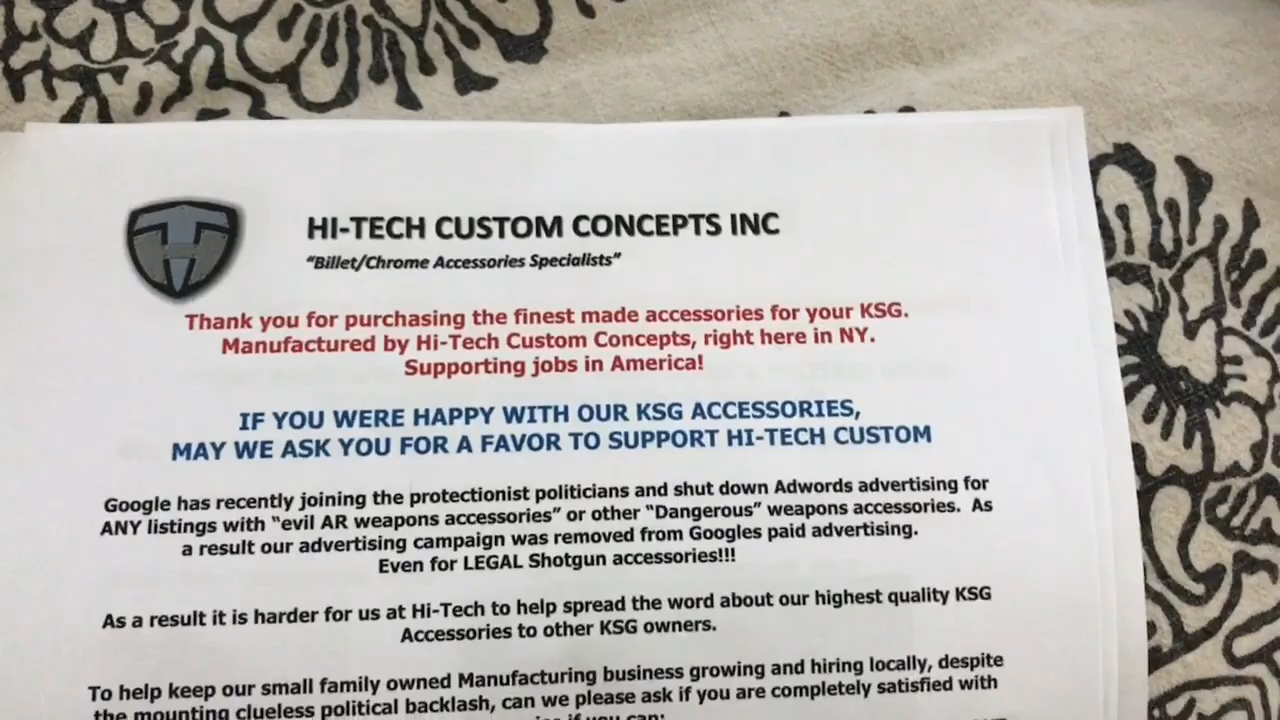 HI-TECH CUSTOM CONCEPTS INC
"Billet/Chrome Accessories Specialists"
Thank you for purchasing the finest made accessories for your KSG.
Manufactured by Hi-Tech Custom Concepts, right here in NY.
Supporting jobs in America!
IF YOU WERE HAPPY WITH OUR KSG ACCESSORIES,
MAY WE ASK YOU FOR A FAVOR TO SUPPORT HI-TECH CUSTOM
Google has recently joining the protectionist politicians and shut down Adwords advertising for
ANY listings with "evil AR weapons accessories" or other "Dangerous" weapons accessories. As
a result our advertising campaign was removed from Googles paid advertising.
Even for LEGAL Shotgun accessories!!!
As a result it is harder for us at Hi-Tech to help spread the word about our highest quality KSG
Accessories to other KSG owners.
To help keep our small family owned Manufacturing business growing and hiring locally, despite
the mounting clueless political backlash, can we please ask if you are completely satisfied with
if you can: